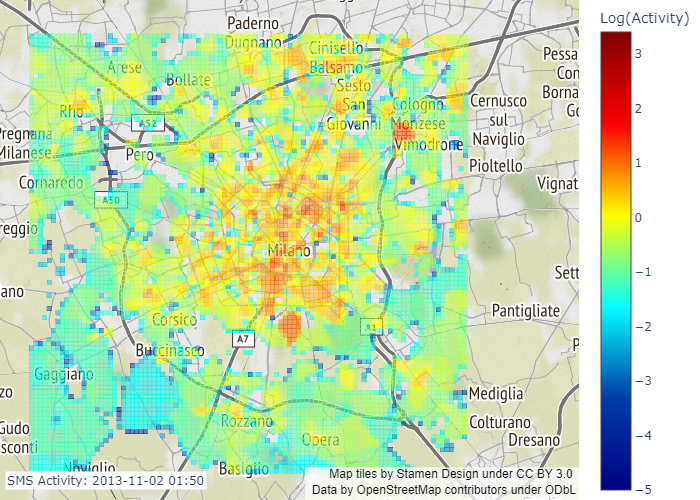 Log(Activity)
Paderno
Dugnano
Cinisello
Balsamo
Arese
Bollate
Sesto
San
Giovanni
Cologno
Monzese
Vimodrone
Rho
A52
Pero
Cernusco
sul
Naviglio
Pioltello
Pessa
Con
Borna
Go
Pregnana
Milanese
Cornaredo
A50
Vignat
reggio
Milano
ano
Sett
Pantigliate
Corsico
A1
A7
Buccinasco
P
Gaggiano
zo
Mediglia
Rozzano
Colturano
Dresano
Gudo
sconti
Opera
Noviglio
Basiglio
3
2
1
0
−1
−2
−3
−4
−5
SMS Activity: 2013-11-02 01:50
Map tiles by Stamen Design under CC BY 3.0
Data by OpenStreetMap contributors under ODbL